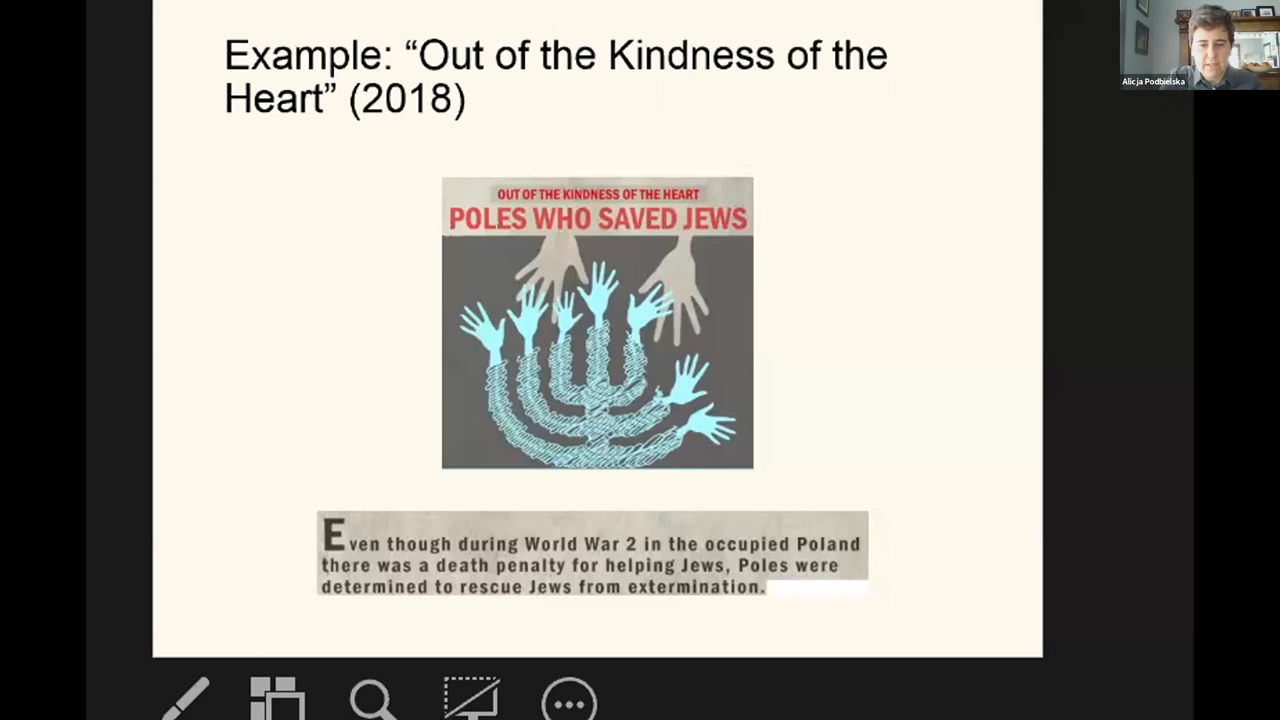 Example: “Out of the Kindness of the
Heart” (2018)
OUT OF THE KINDNESS OF THE HEART
POLES WHO SAVED JEWS
Even though during World War 2 in the occupied Poland
there was a death penalty for helping Jews, Poles were
determined to rescue Jews from extermination.
Alicja Podbielska